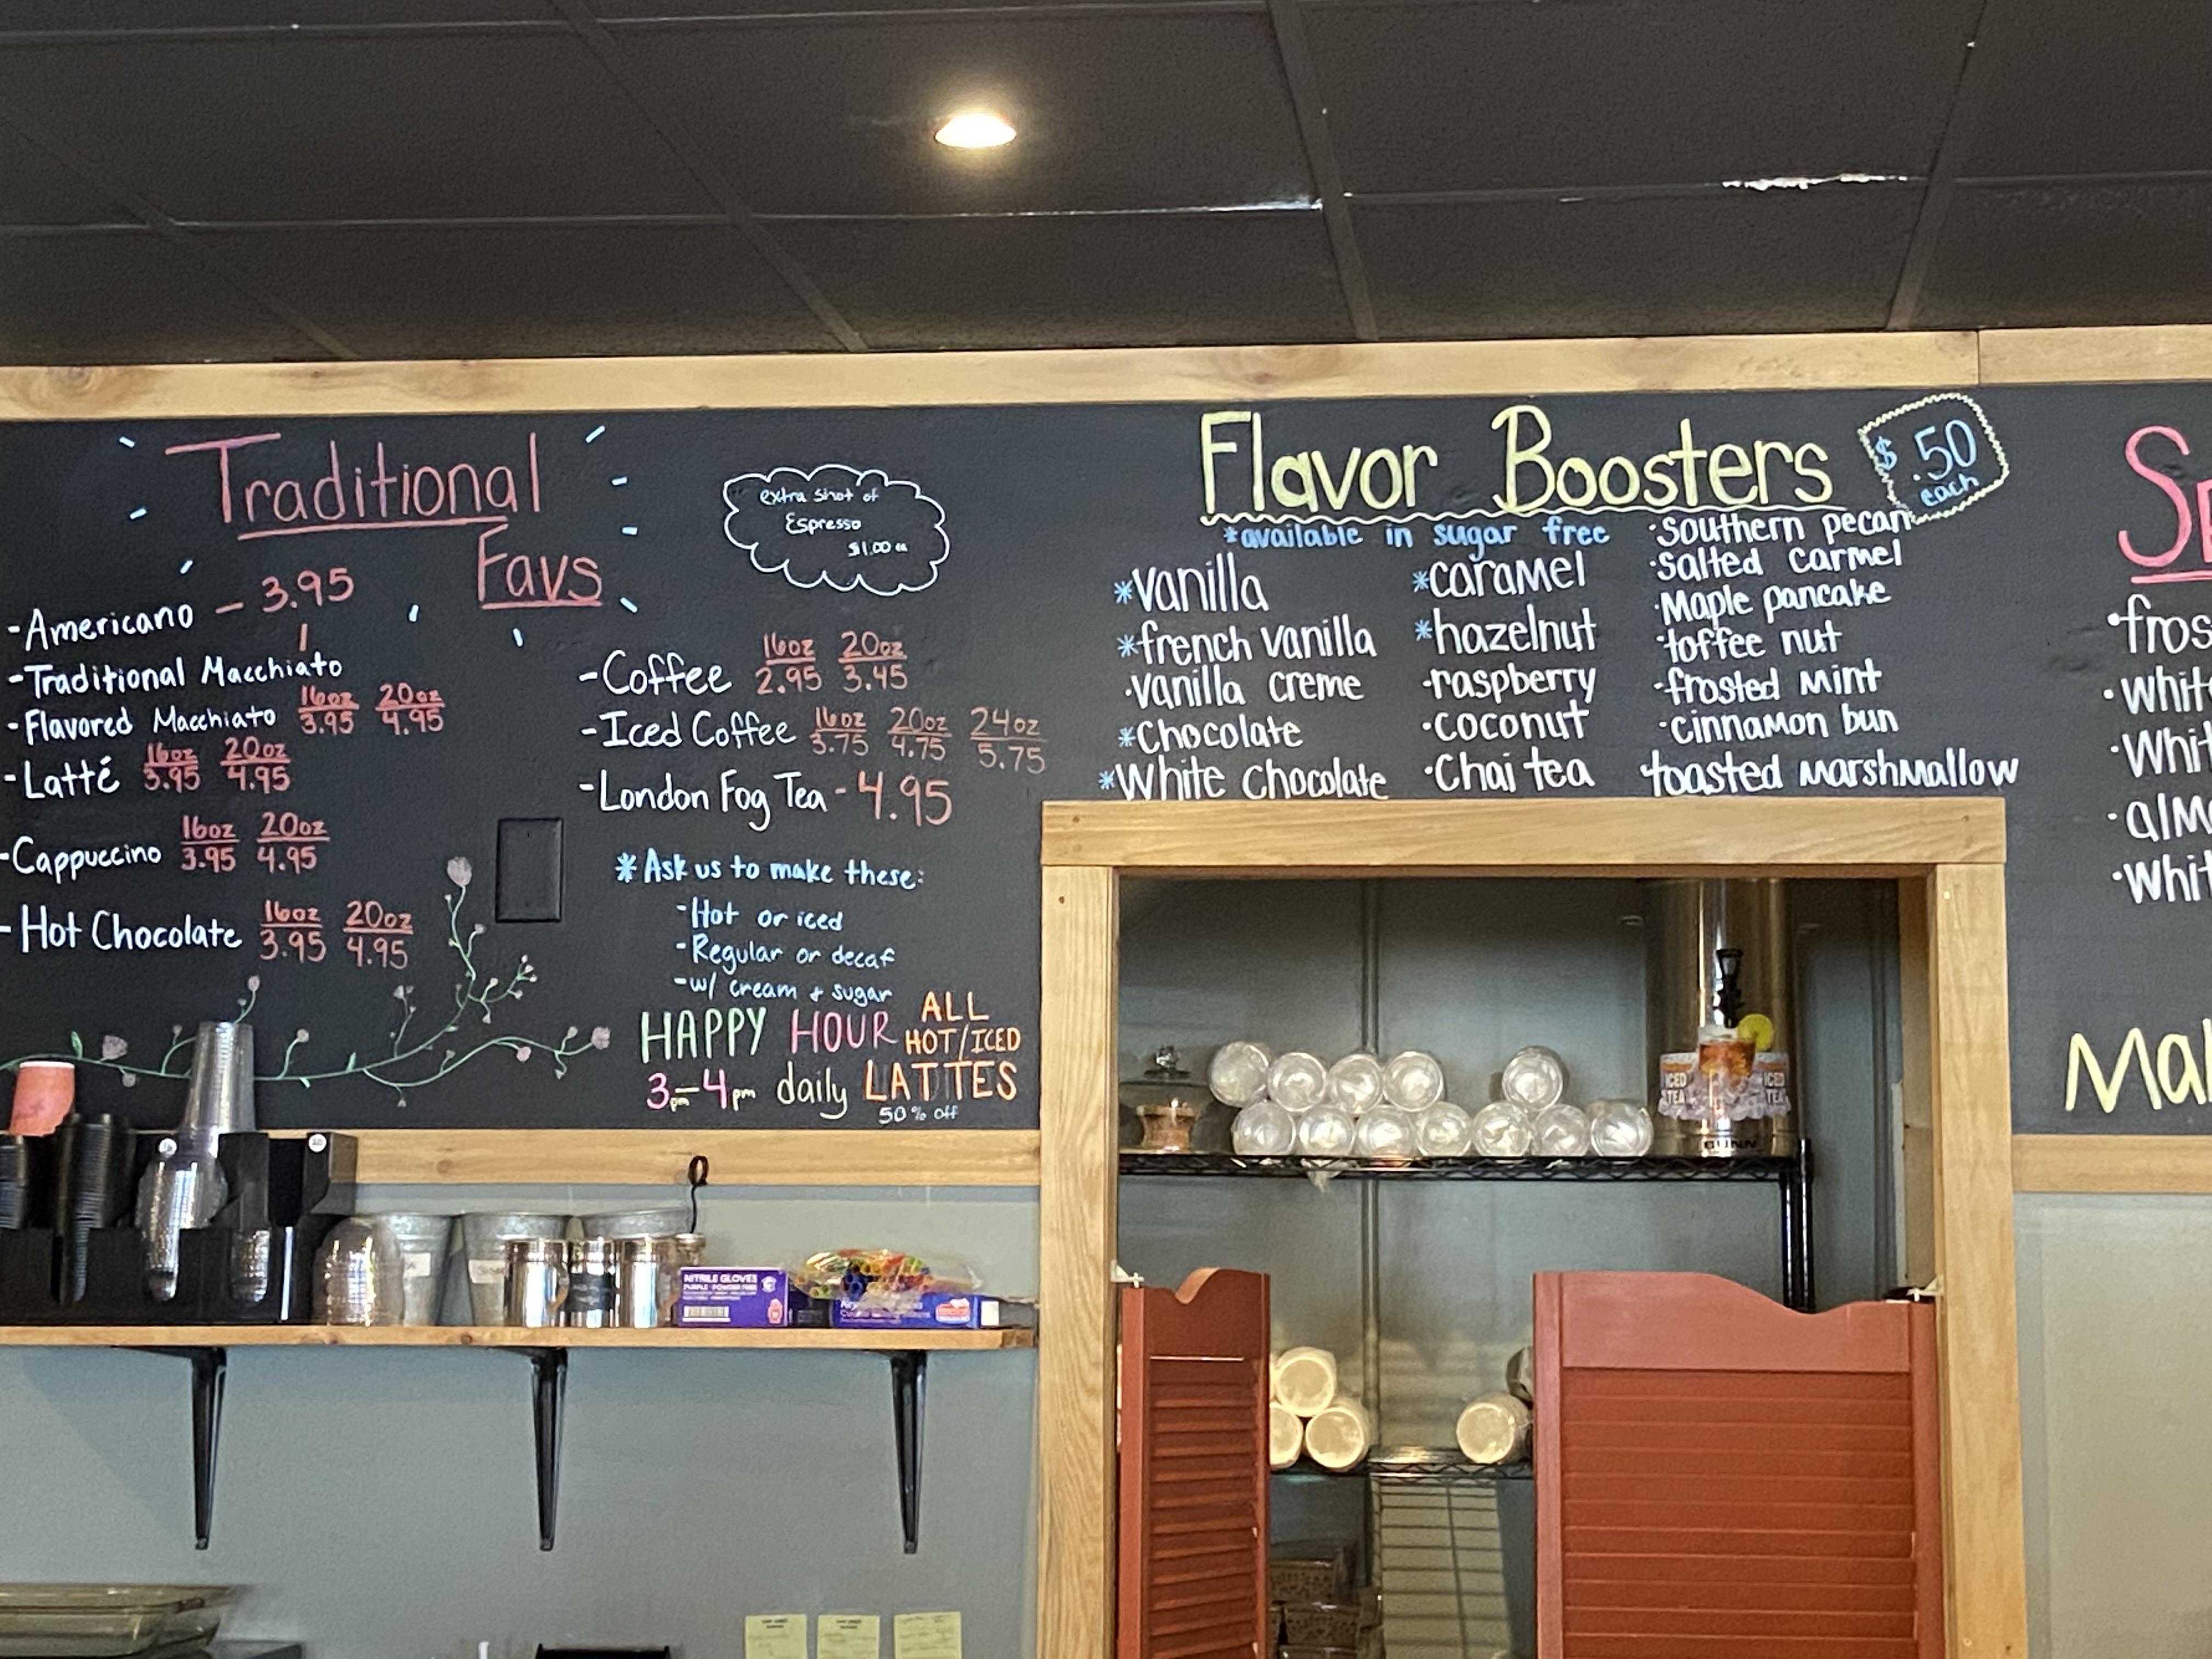 Traditional
Favs
-Americano - 3.95
-Traditional Macchiato
-Flavored Macchiato 16oz 3.95 20oz 4.95
-Latté 16oz 3.95 20oz 4.95
-Cappuccino 16oz 3.95 20oz 4.95
-Hot Chocolate 16oz 3.95 20oz 4.95
extra shot of
Espresso
$1.00 ea
-Coffee 16oz 2.95 20oz 3.45
-Iced Coffee 16oz 3.75 20oz 4.75 24oz 5.75
-London Fog Tea - 4.95
*Ask us to make these:
-Hot or iced
-Regular or decaf
-w/ cream + sugar
HAPPY HOUR
3pm-4pm daily
ALL
HOT/ICED
LATTES
50% off
Flavor Boosters
$.50
each
*available in sugar free
*vanilla
*french vanilla
·vanilla creme
*Chocolate
*White Chocolate
*caramel
*hazelnut
·raspberry
·coconut
·Chai tea
·Southern pecan
·Salted Carmel
·Maple pancake
·toffee nut
·frosted mint
·cinnamon bun
toasted marshmallow
ICED
TEA
ICED
TEA
BUNN
NITRILE GLOVES
PURPLE · POWDER FREE